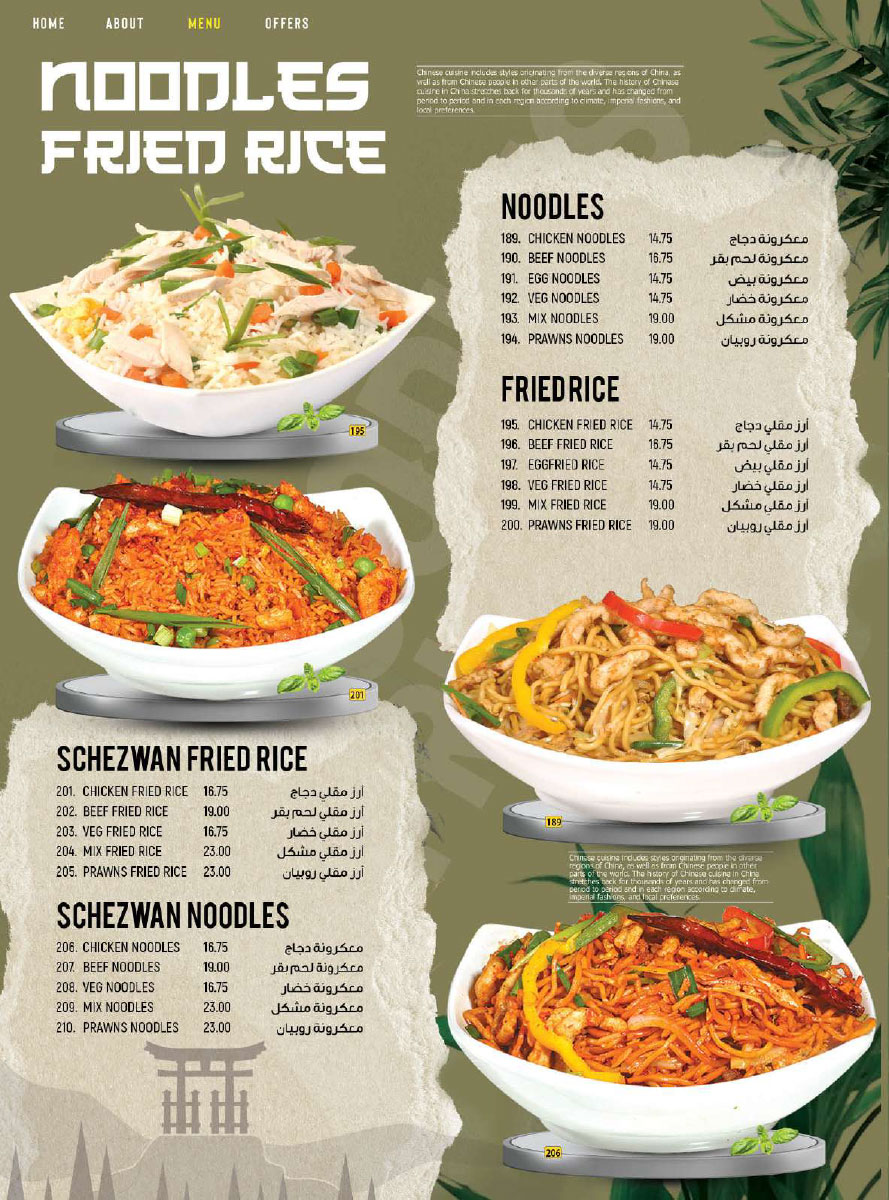 HOME ABOUT MENU OFFERS
NOODLES
FRIED RICE
Chinese cuisine includes styles originating from the diverse regions of China, as
well as from Chinese people in other parts of the world. The history of Chinese
cuisine in China stretches back for thousands of years and has changed from
period to period and in each region according to climate, imperial fashions, and
local preferences.
NOODLES
189. CHICKEN NOODLES 14.75 معكرونة دجاج
190. BEEF NOODLES 16.75 معكرونة لحم بقر
191. EGG NOODLES 14.75 معكرونة بيض
192. VEG NOODLES 14.75 معكرونة خضار
193. MIX NOODLES 19.00 معكرونة مشكل
194. PRAWNS NOODLES 19.00 معكرونة روبيان
FRIED RICE
195. CHICKEN FRIED RICE 14.75 أرز مقلي دجاج
196. BEEF FRIED RICE 16.75 أرز مقلي لحم بقر
197. EGGFRIED RICE 14.75 أرز مقلي بيض
198. VEG FRIED RICE 14.75 أرز مقلي خضار
199. MIX FRIED RICE 19.00 أرز مقلي مشكل
200. PRAWNS FRIED RICE 19.00 أرز مقلي روبيان
195
201
SCHEZWAN FRIED RICE
201. CHICKEN FRIED RICE 16.75 أرز مقلي دجاج
202. BEEF FRIED RICE 19.00 أرز مقلي لحم بقر
203. VEG FRIED RICE 16.75 أرز مقلي خضار
204. MIX FRIED RICE 23.00 أرز مقلي مشكل
205. PRAWNS FRIED RICE 23.00 أرز مقلي روبيان
SCHEZWAN NOODLES
206. CHICKEN NOODLES 16.75 معكرونة دجاج
207. BEEF NOODLES 19.00 معكرونة لحم بقر
208. VEG NOODLES 16.75 معكرونة خضار
209. MIX NOODLES 23.00 معكرونة مشكل
210. PRAWNS NOODLES 23.00 معكرونة روبيان
189
Chinese cuisine includes styles originating from the diverse
regions of China, as well as from Chinese people in other
parts of the world. The history of Chinese cuisine in China
stretches back for thousands of years and has changed from
period to period and in each region according to climate,
imperial fashions, and local preferences.
206